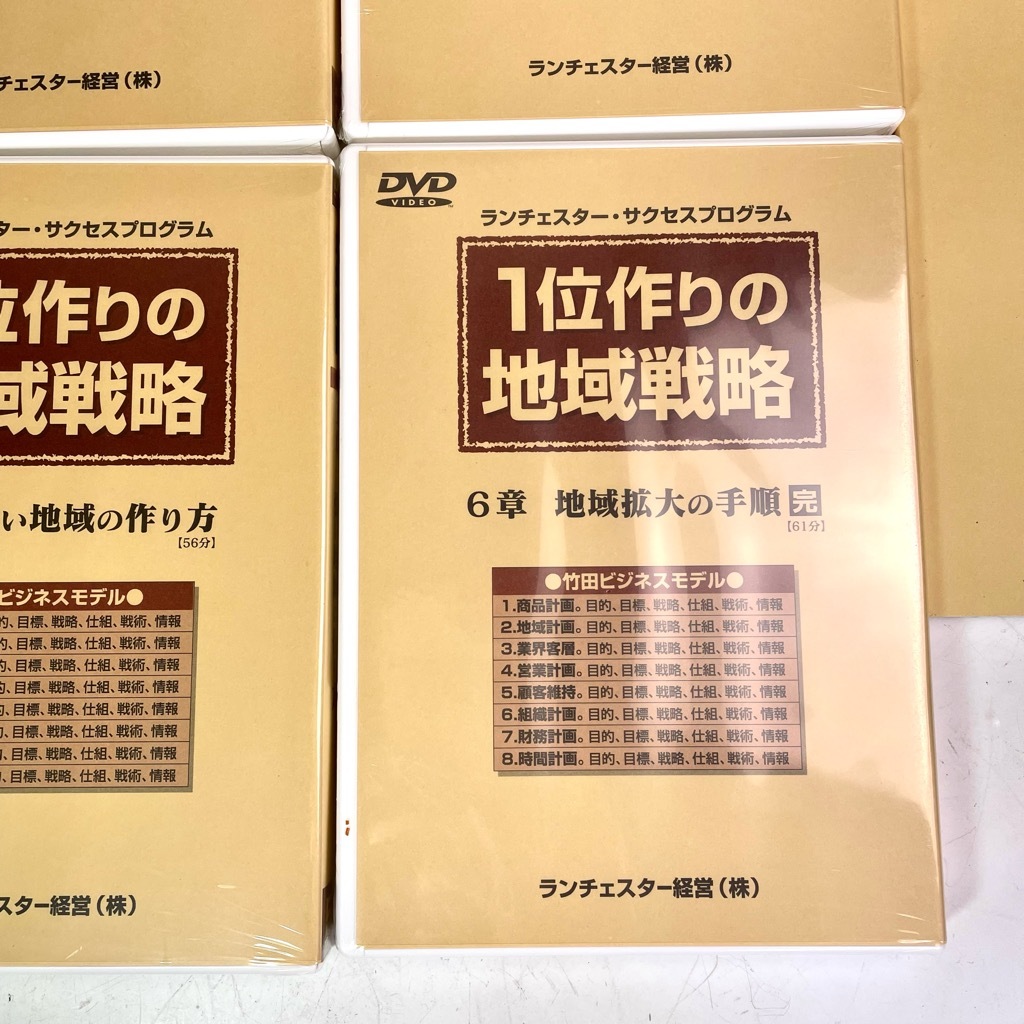 チェスター経営（株）
ランチェスター経営（株）
ター・サクセスプログラム
位作りの
域戦略
い地域の作り方
【56分】
ビジネスモデル●
的、目標、戦略、仕組、戦術、情報
的、目標、戦略、仕組、戦術、情報
的、目標、戦略、仕組、戦術、情報
的、目標、戦略、仕組、戦術、情報
的、目標、戦略、仕組、戦術、情報
的、目標、戦略、仕組、戦術、情報
、目標、戦略、仕組、戦術、情報
、目標、戦略、仕組、戦術、情報
スター経営（株）
DVD
VIDEO
ランチェスター・サクセスプログラム
1位作りの
地域戦略
6章 地域拡大の手順 完
【61分】
●竹田ビジネスモデル●
1.商品計画。目的、目標、戦略、仕組、戦術、情報
2.地域計画。目的、目標、戦略、仕組、戦術、情報
3.業界客層。目的、目標、戦略、仕組、戦術、情報
4.営業計画。目的、目標、戦略、仕組、戦術、情報
5.顧客維持。目的、目標、戦略、仕組、戦術、情報
6.組織計画。目的、目標、戦略、仕組、戦術、情報
7.財務計画。目的、目標、戦略、仕組、戦術、情報
8.時間計画。目的、目標、戦略、仕組、戦術、情報
ランチェスター経営（株）